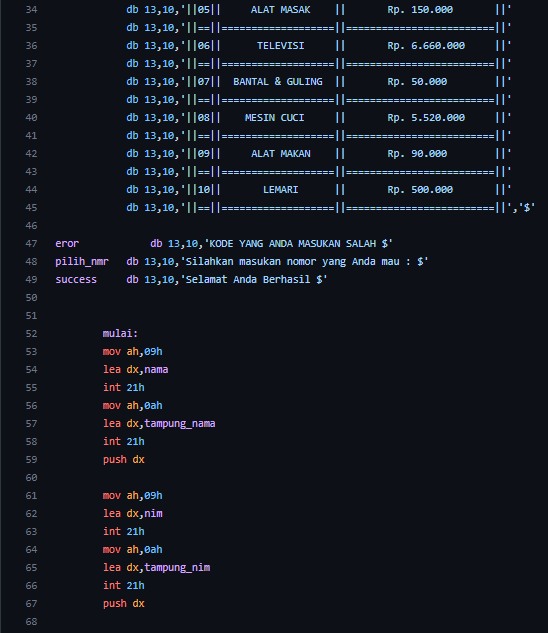 34 db 13,10,'||05||     ALAT MASAK    ||       Rp. 150.000       ||'
35 db 13,10,'||==||===================||=========================||'
36 db 13,10,'||06||      TELEVISI     ||       Rp. 6.660.000     ||'
37 db 13,10,'||==||===================||=========================||'
38 db 13,10,'||07||  BANTAL & GULING  ||       Rp. 50.000        ||'
39 db 13,10,'||==||===================||=========================||'
40 db 13,10,'||08||    MESIN CUCI     ||       Rp. 5.520.000     ||'
41 db 13,10,'||==||===================||=========================||'
42 db 13,10,'||09||     ALAT MAKAN    ||       Rp. 90.000        ||'
43 db 13,10,'||==||===================||=========================||'
44 db 13,10,'||10||       LEMARI      ||       Rp. 500.000       ||'
45 db 13,10,'||==||===================||=========================||','$'
46
47 eror            db 13,10,'KODE YANG ANDA MASUKAN SALAH $'
48 pilih_nmr   db 13,10,'Silahkan masukan nomor yang Anda mau : $'
49 success     db 13,10,'Selamat Anda Berhasil $'
50
51
52         mulai:
53         mov ah,09h
54         lea dx,nama
55         int 21h
56         mov ah,0ah
57         lea dx,tampung_nama
58         int 21h
59         push dx
60
61         mov ah,09h
62         lea dx,nim
63         int 21h
64         mov ah,0ah
65         lea dx,tampung_nim
66         int 21h
67         push dx
68